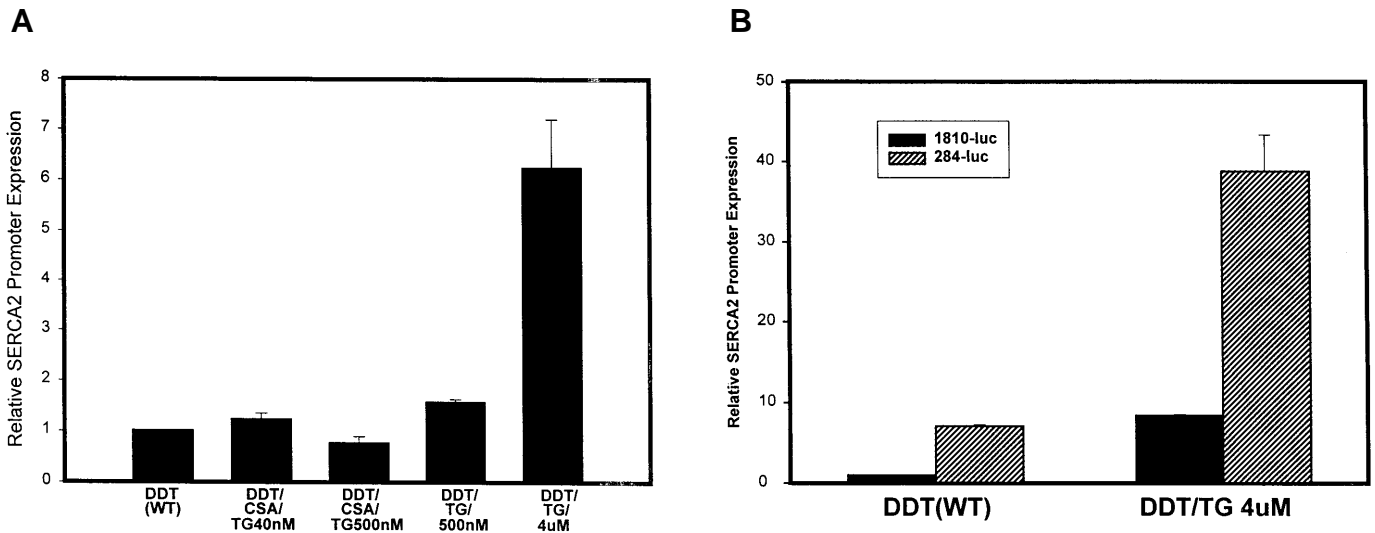 A
Relative SERCA2 Promoter Expression
8
7
6
5
4
3
2
1
0
DDT
(WT)
DDT/
CSA/
TG40nM
DDT/
CSA/
TG500nM
DDT/
TG/
500nM
DDT/
TG/
4uM
B
Relative SERCA2 Promoter Expression
50
40
30
20
10
0
1810-luc
284-luc
DDT(WT)
DDT/TG 4uM